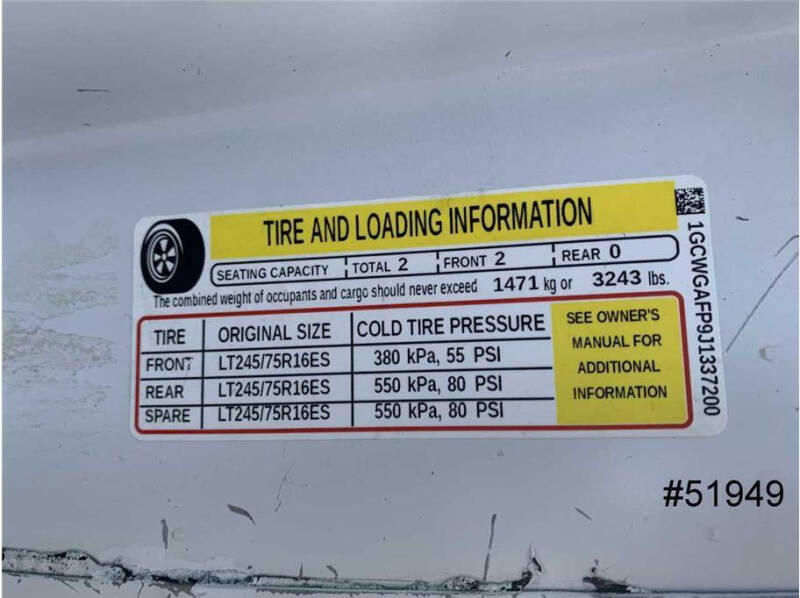 TIRE AND LOADING INFORMATION
SEATING CAPACITY TOTAL 2 FRONT 2 REAR 0
The combined weight of occupants and cargo should never exceed 1471 kg or 3243 lbs.
TIRE ORIGINAL SIZE COLD TIRE PRESSURE
FRONT LT245/75R16ES 380 kPa, 55 PSI
REAR LT245/75R16ES 550 kPa, 80 PSI
SPARE LT245/75R16ES 550 kPa, 80 PSI
SEE OWNER'S
MANUAL FOR
ADDITIONAL
INFORMATION
1GCWGAFP9J1337200
#51949